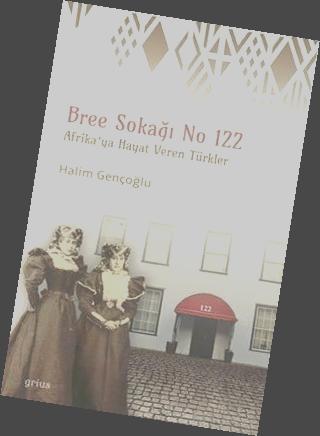 Bree Sokağı No 122
Afrika'ya Hayat Veren Türkler
Halim Gençoğlu
122
grius